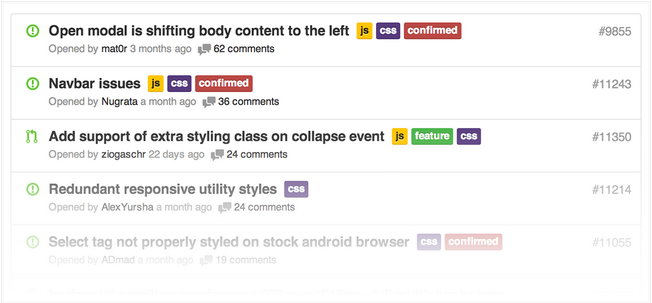 Open modal is shifting body content to the left js css confirmed #9855
Opened by mat0r 3 months ago 62 comments
Navbar issues js css confirmed #11243
Opened by Nugrata a month ago 36 comments
Add support of extra styling class on collapse event js feature css #11350
Opened by ziogaschr 22 days ago 24 comments
Redundant responsive utility styles css #11214
Opened by AlexYursha a month ago 24 comments
Select tag not properly styled on stock android browser css confirmed #11055
Opened by ADmad a month ago 19 comments